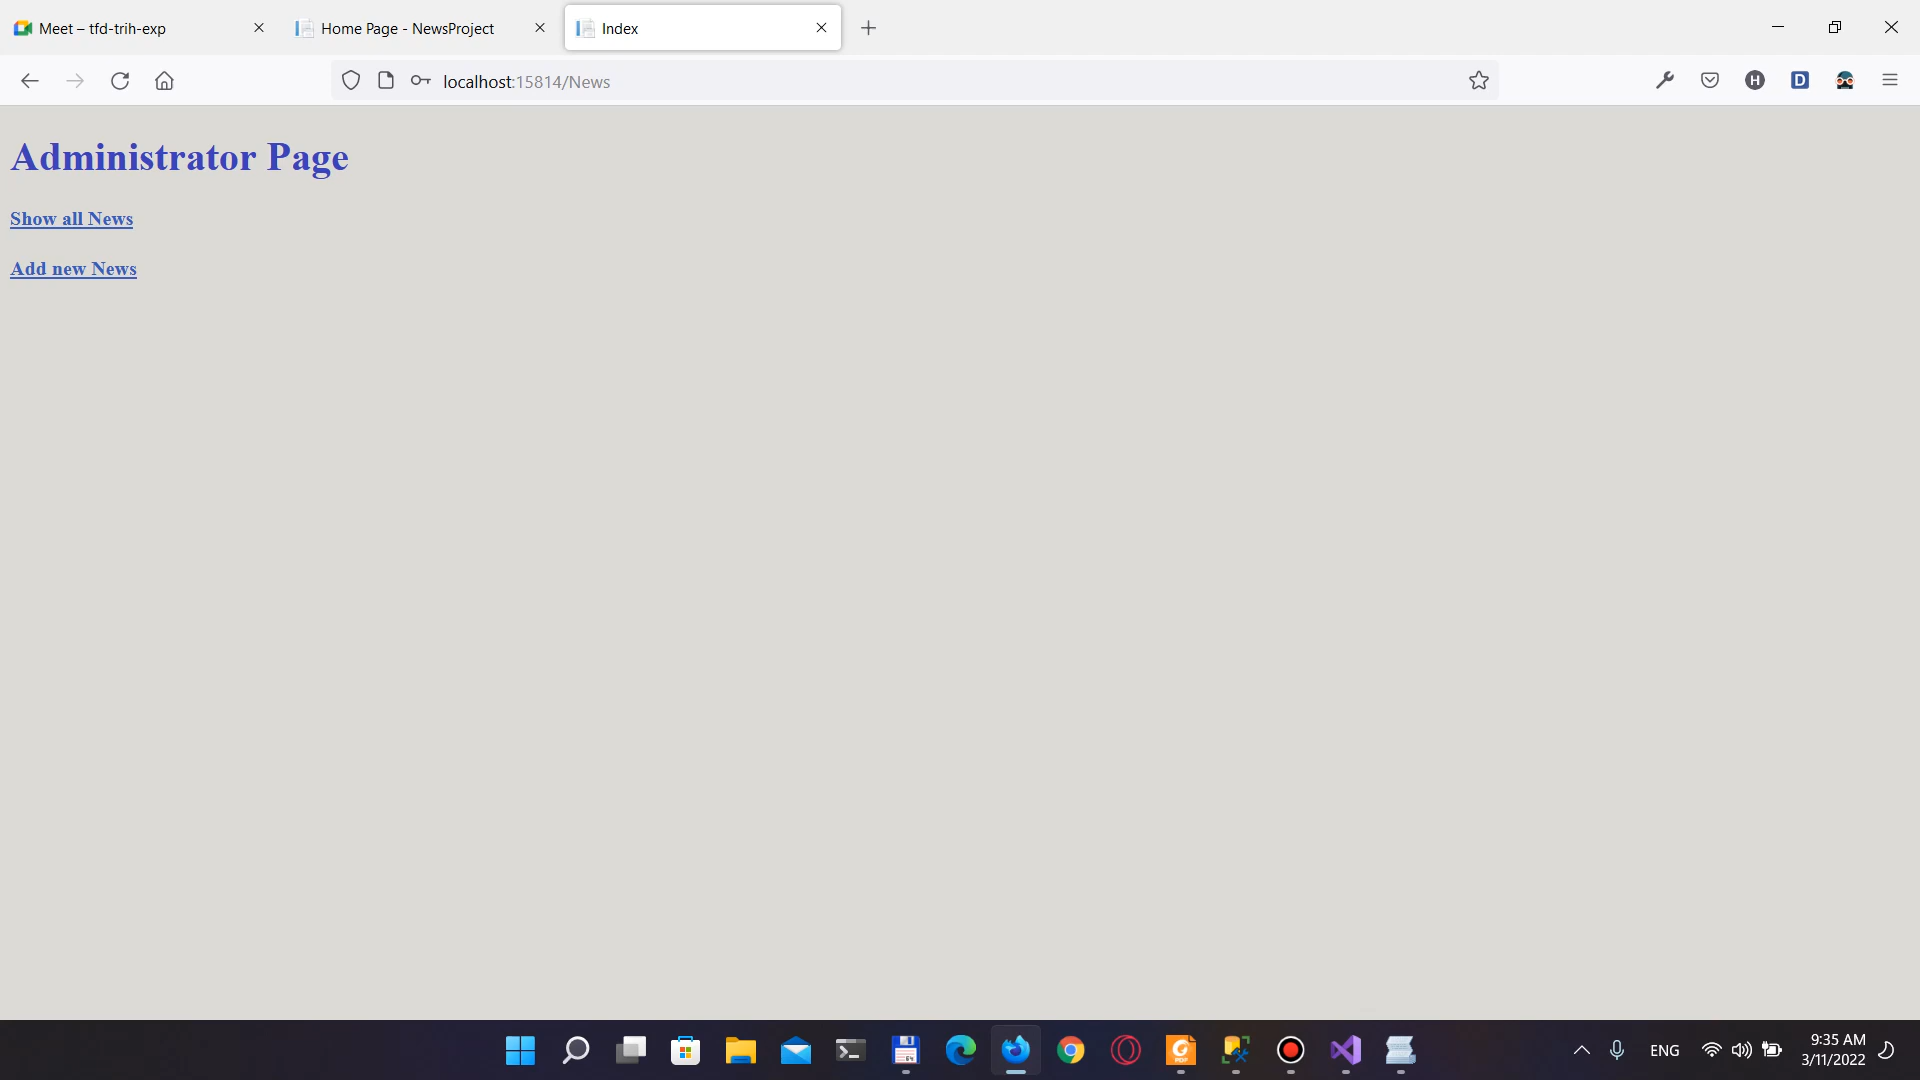 Meet – tfd-trih-exp
Home Page - NewsProject
Index
localhost:15814/News
H
D
Administrator Page
Show all News
Add new News
PDF
ENG
9:35 AM
3/11/2022